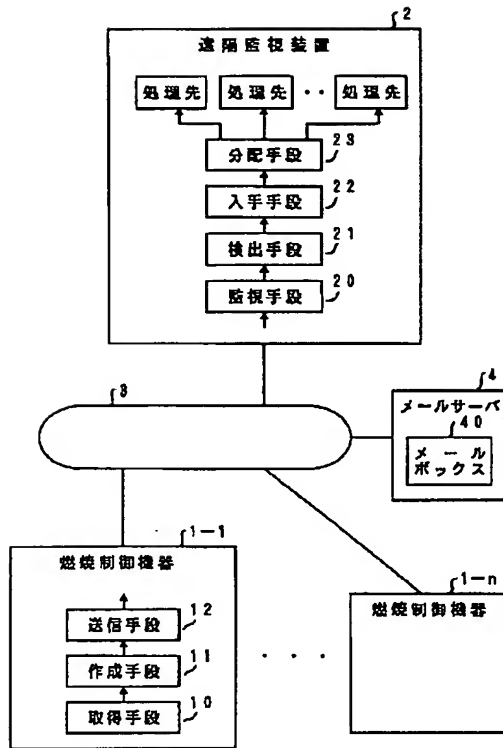 2
遠隔監視装置
処理先 処理先 ・・ 処理先
23
分配手段
22
入手手段
21
検出手段
20
監視手段
3
4
メールサーバ
40
メール
ボックス
1-1
燃焼制御機器
12
送信手段
11
作成手段
10
取得手段
・・・
1-n
燃焼制御機器